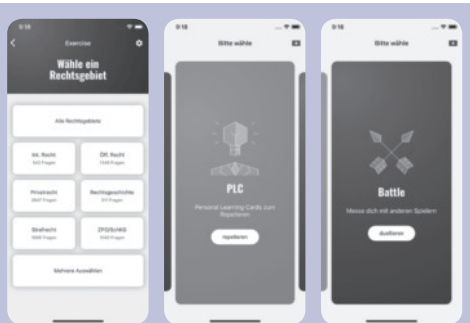 9:18
Exercise
Wähle ein
Rechtsgebiet
Alle Rechtsgebiete
Int. Recht
Öff. Recht
Privatrecht
Rechtsgeschichte
Strafrecht
ZPO/SchKG
Mehrere Auswählen
9:18
Bitte wähle
PLC
Personal Learning Cards zum
Repetieren
repetieren
9:18
Bitte wähle
Battle
Messe dich mit anderen Spielern
duellieren